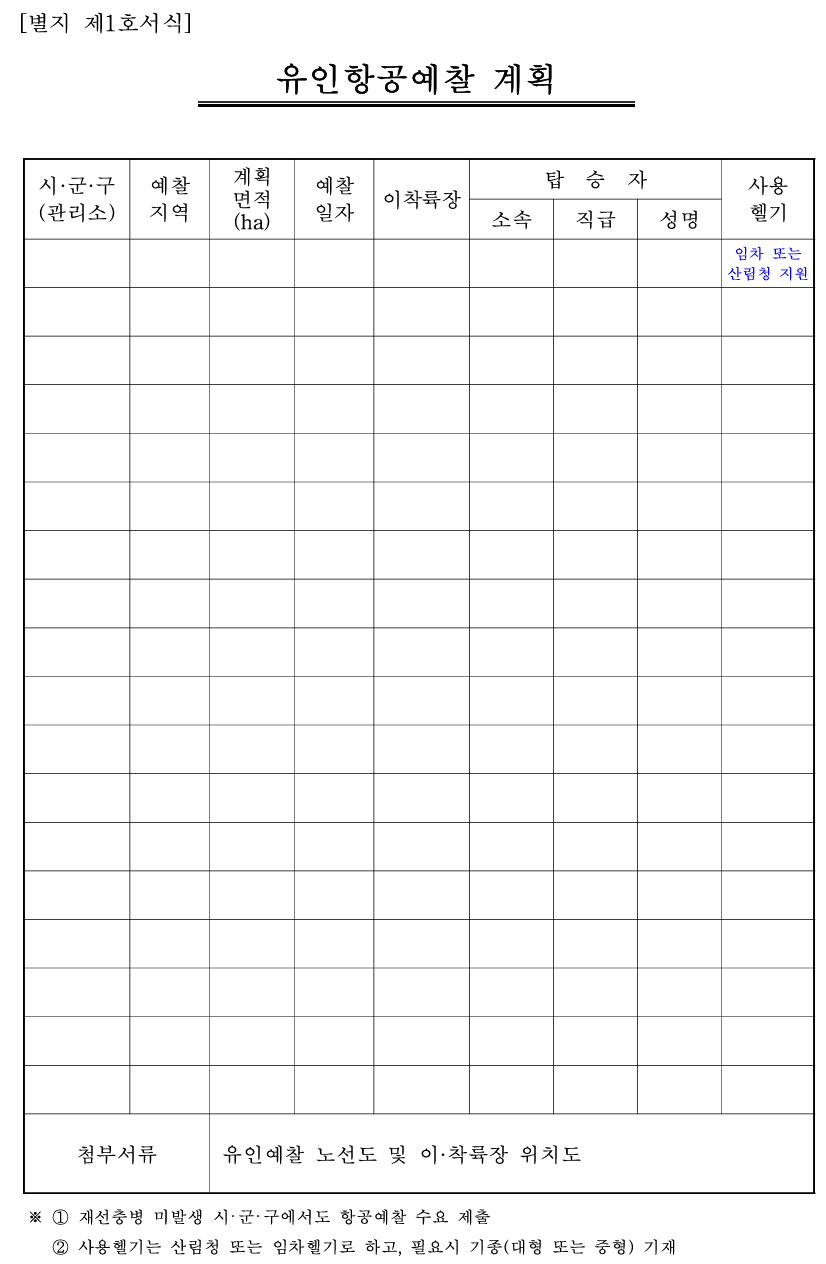 [별지 제1호서식]
유인항공예찰 계획
시·군·구
(관리소)
예찰
지역
계획
면적
(ha)
예찰
일자
이착륙장
탑 승 자
소속 직급 성명
사용
헬기
임차 또는
산림청 지원
첨부서류 유인예찰 노선도 및 이·착륙장 위치도
※ ① 재선충병 미발생 시·군·구에서도 항공예찰 수요 제출
② 사용헬기는 산림청 또는 임차헬기로 하고, 필요시 기종(대형 또는 중형) 기재